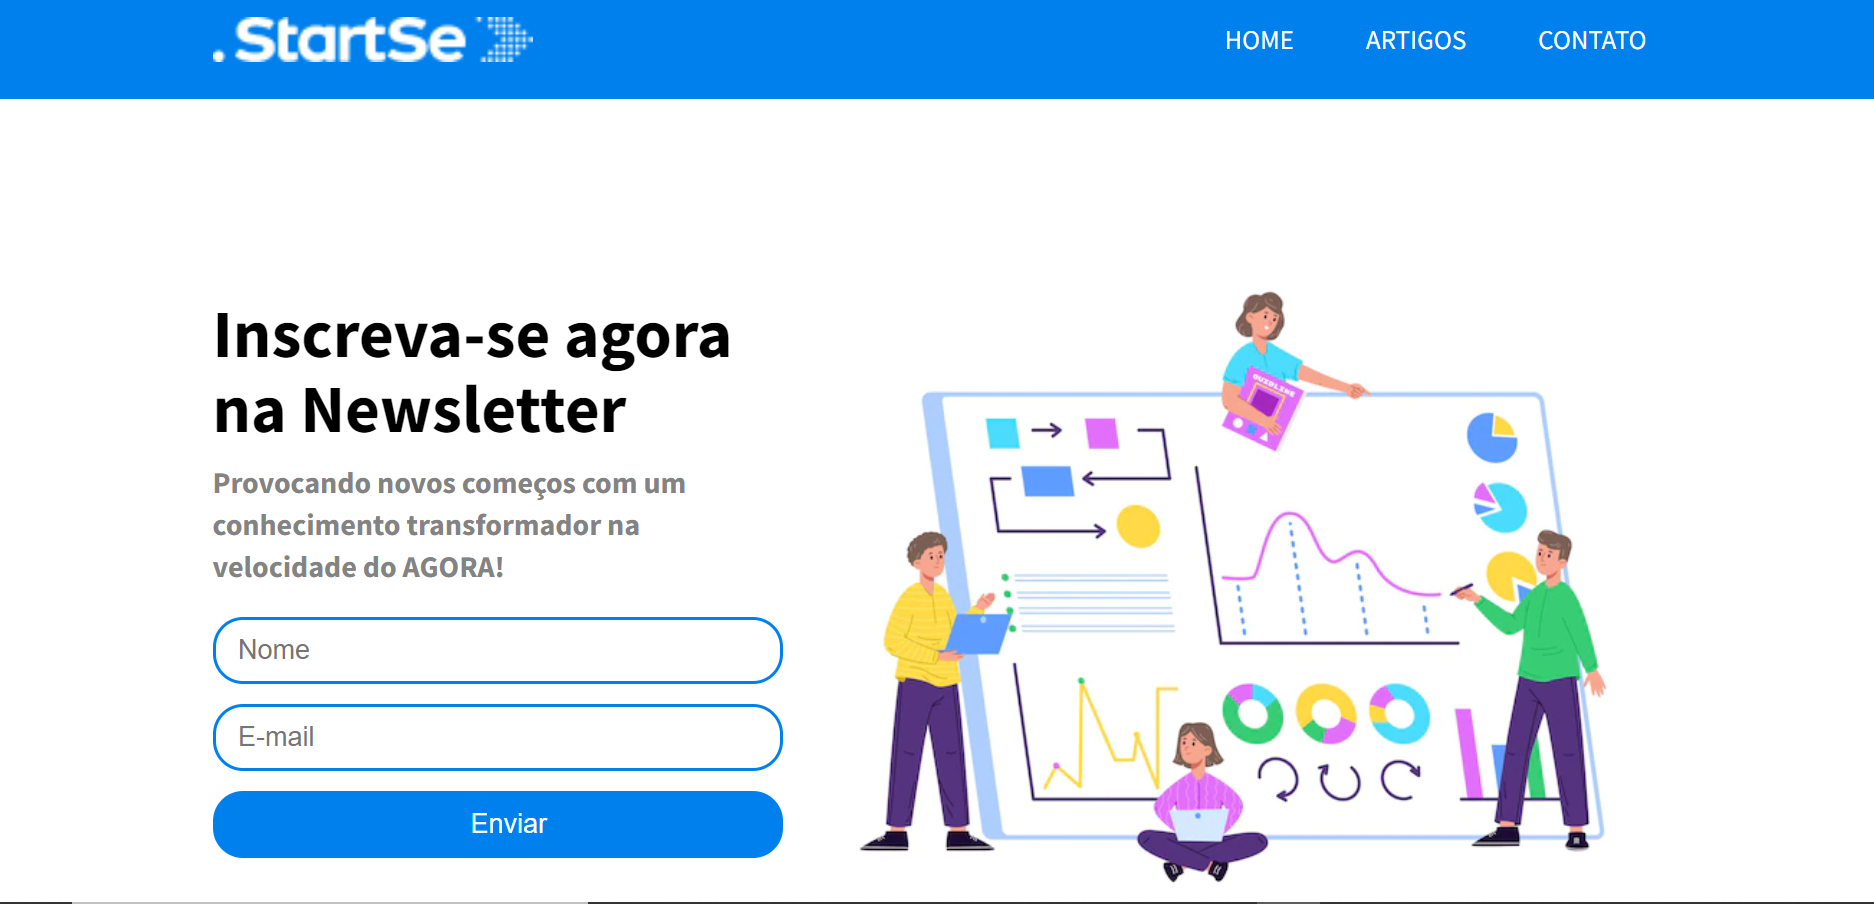 . StartSe
HOME
ARTIGOS
CONTATO
Inscreva-se agora
na Newsletter
Provocando novos começos com um
conhecimento transformador na
velocidade do AGORA!
Nome
E-mail
Enviar
GUIDLINE